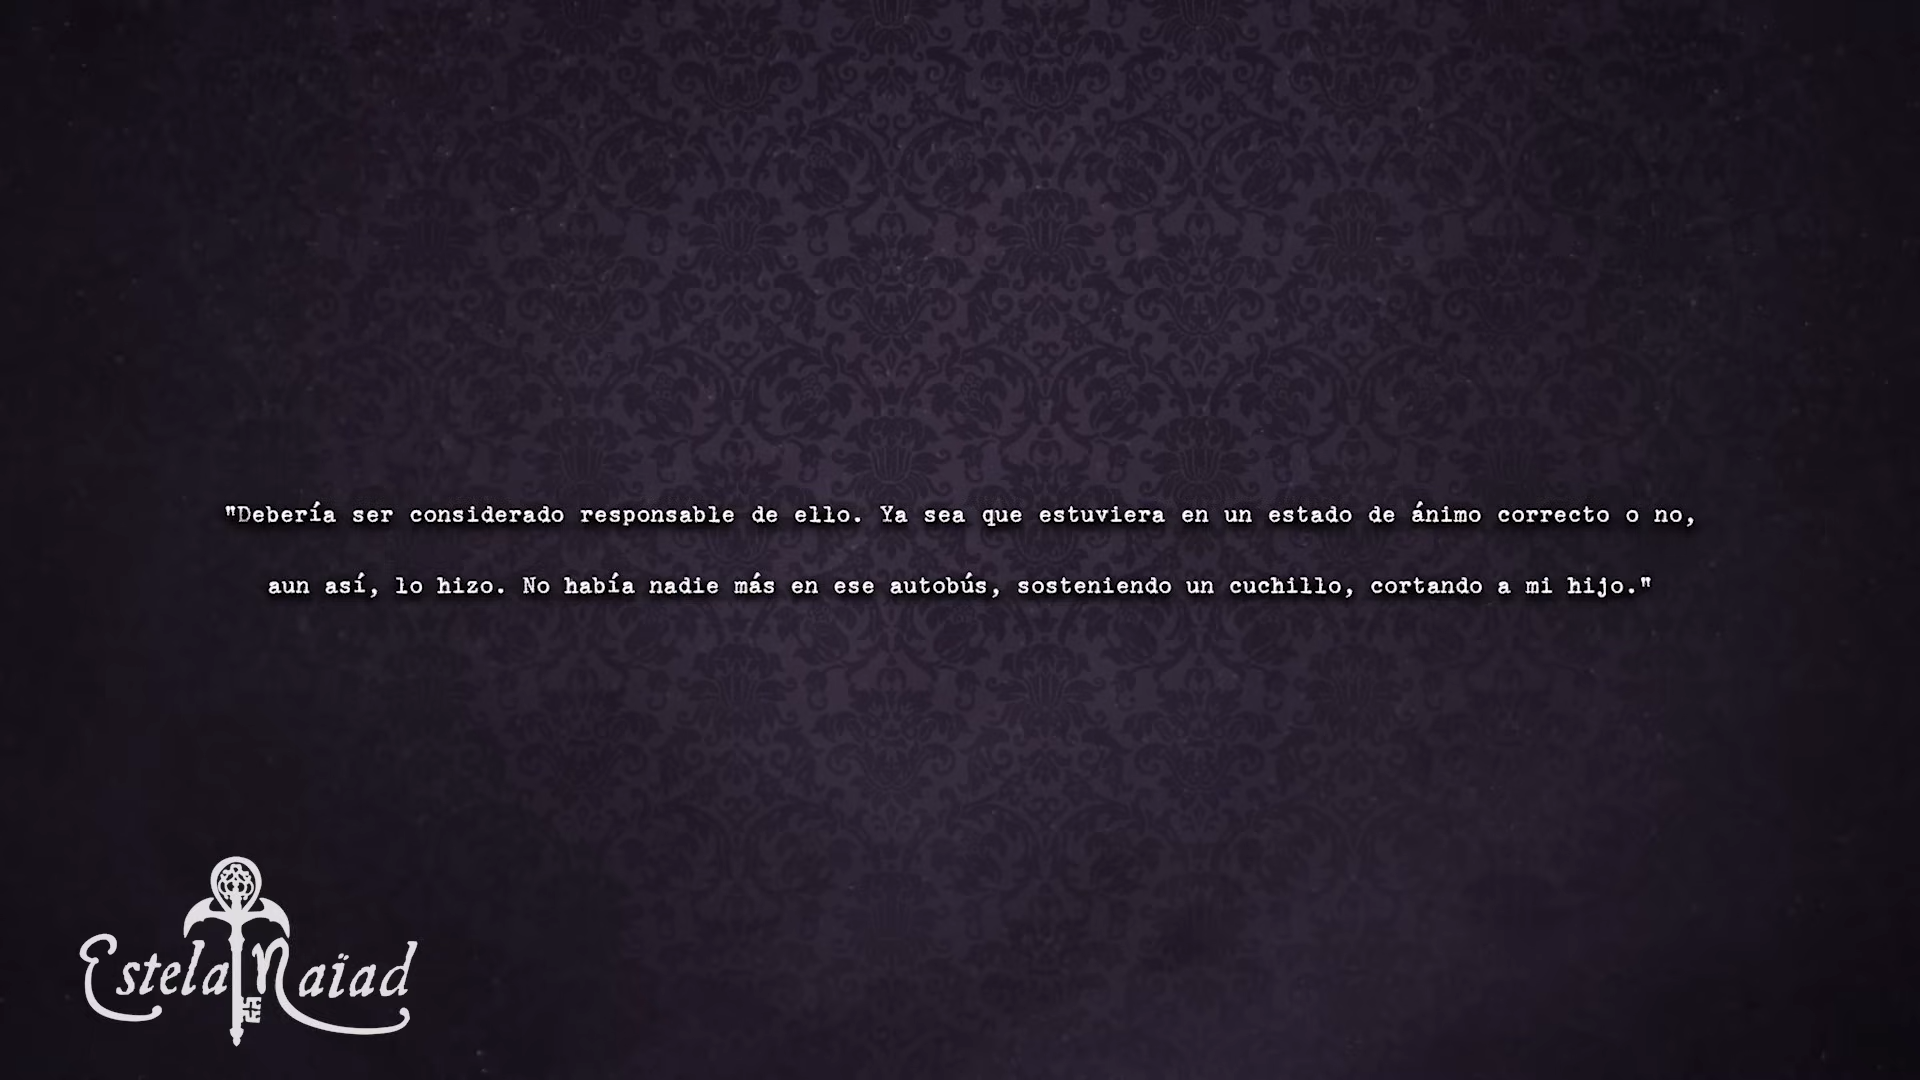 "Debería ser considerado responsable de ello. Ya sea que estuviera en un estado de ánimo correcto o no,
aun así, lo hizo. No había nadie más en ese autobús, sosteniendo un cuchillo, cortando a mi hijo."
Estela Naïad